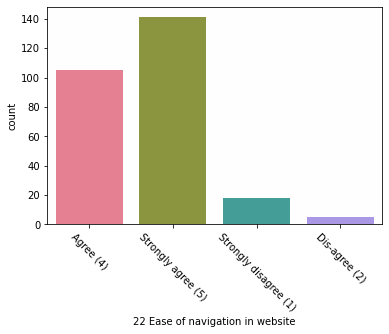 140
120
100
80
60
40
20
0
count
Agree (4)
Strongly agree (5)
Strongly disagree (1)
Dis-agree (2)
22 Ease of navigation in website